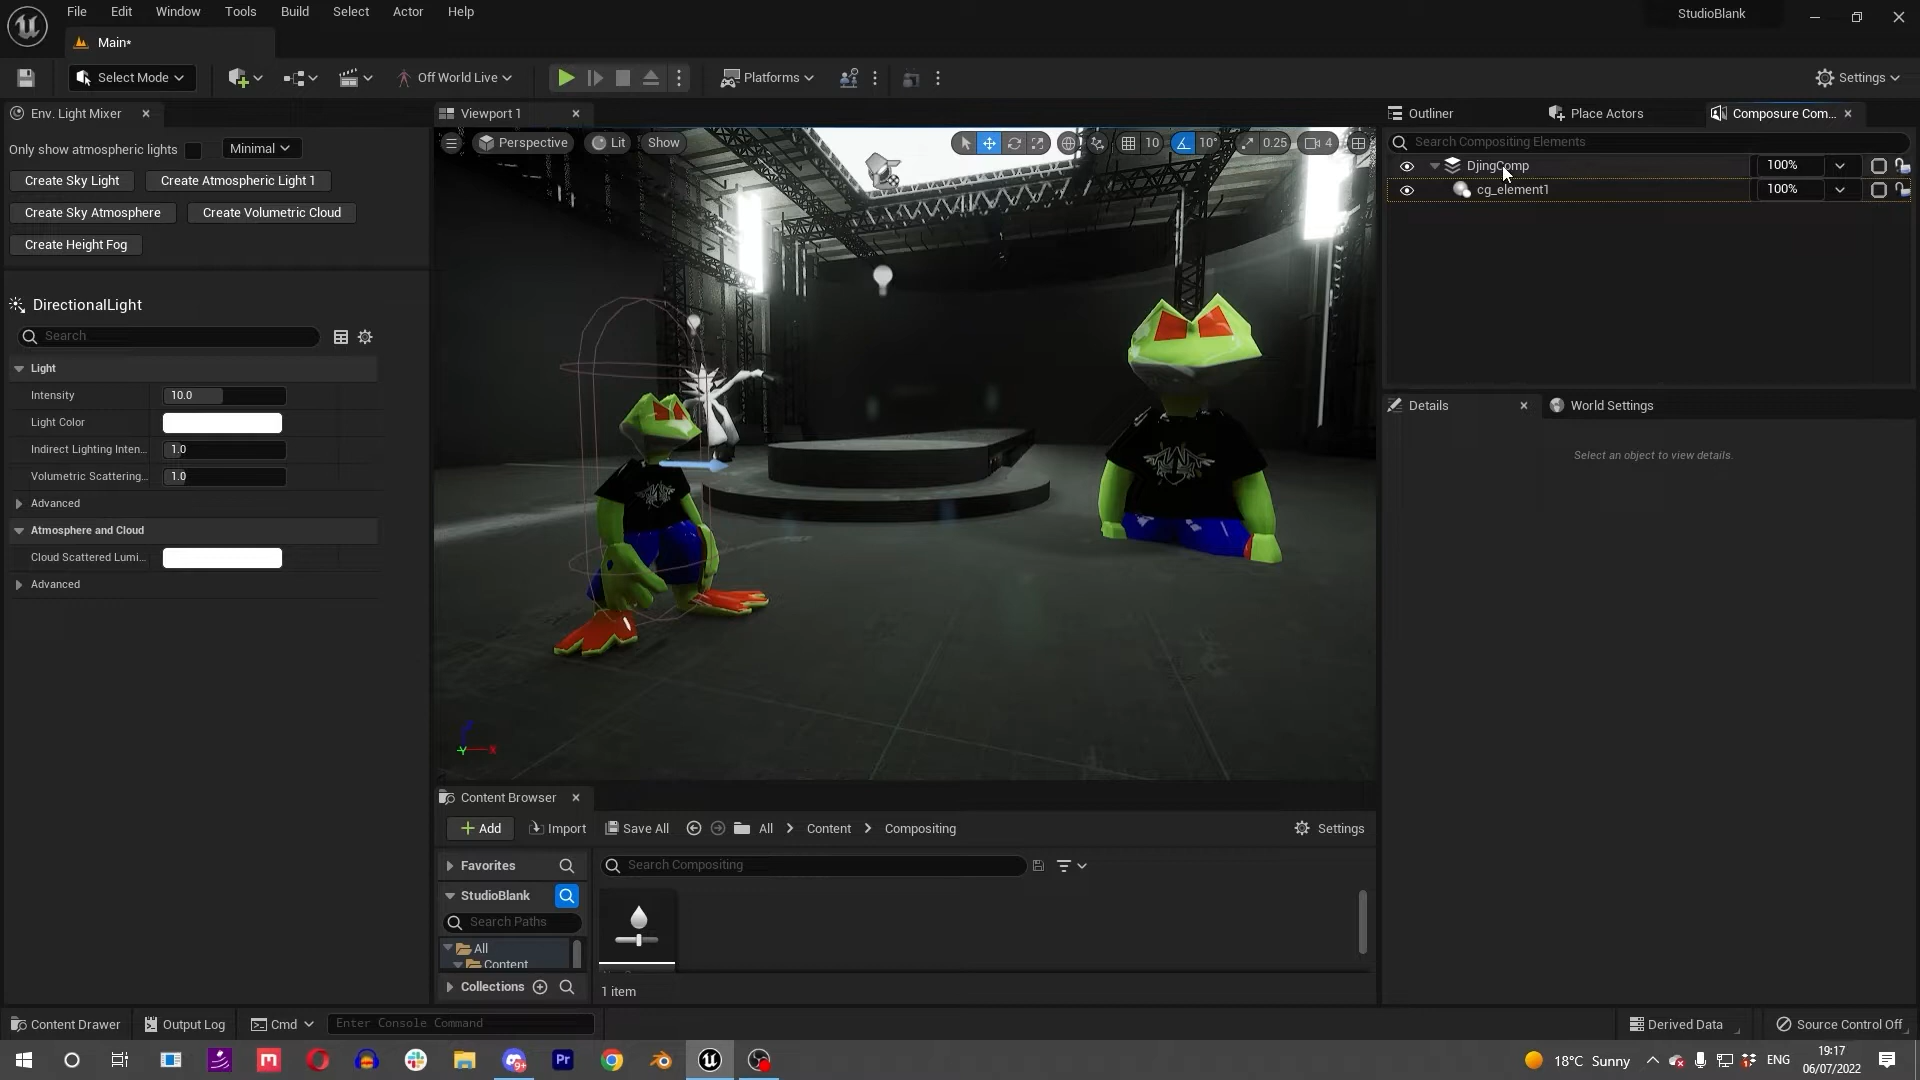 File Edit Window Tools Build Select Actor Help
StudioBlank
Main*
Select Mode
Off World Live
Platforms
Settings
Env. Light Mixer
Only show atmospheric lights
Minimal
Create Sky Light
Create Atmospheric Light 1
Create Sky Atmosphere
Create Volumetric Cloud
Create Height Fog
DirectionalLight
Search
Light
Intensity 10.0
Light Color
Indirect Lighting Inten... 1.0
Volumetric Scattering... 1.0
Advanced
Atmosphere and Cloud
Cloud Scattered Lumi...
Advanced
Viewport 1
Perspective Lit Show
10 10° 0.25 4
X
Y
Content Browser
Add Import Save All All Content Compositing Settings
Favorites
StudioBlank
Search Paths
All
Content
Collections
Search Compositing
1 item
Outliner Place Actors Composure Com...
Search Compositing Elements
DjingComp 100%
cg_element1 100%
Details World Settings
Select an object to view details.
Content Drawer Output Log Cmd Enter Console Command Derived Data Source Control Off
9+ Pr 18°C Sunny ENG 19:17
06/07/2022